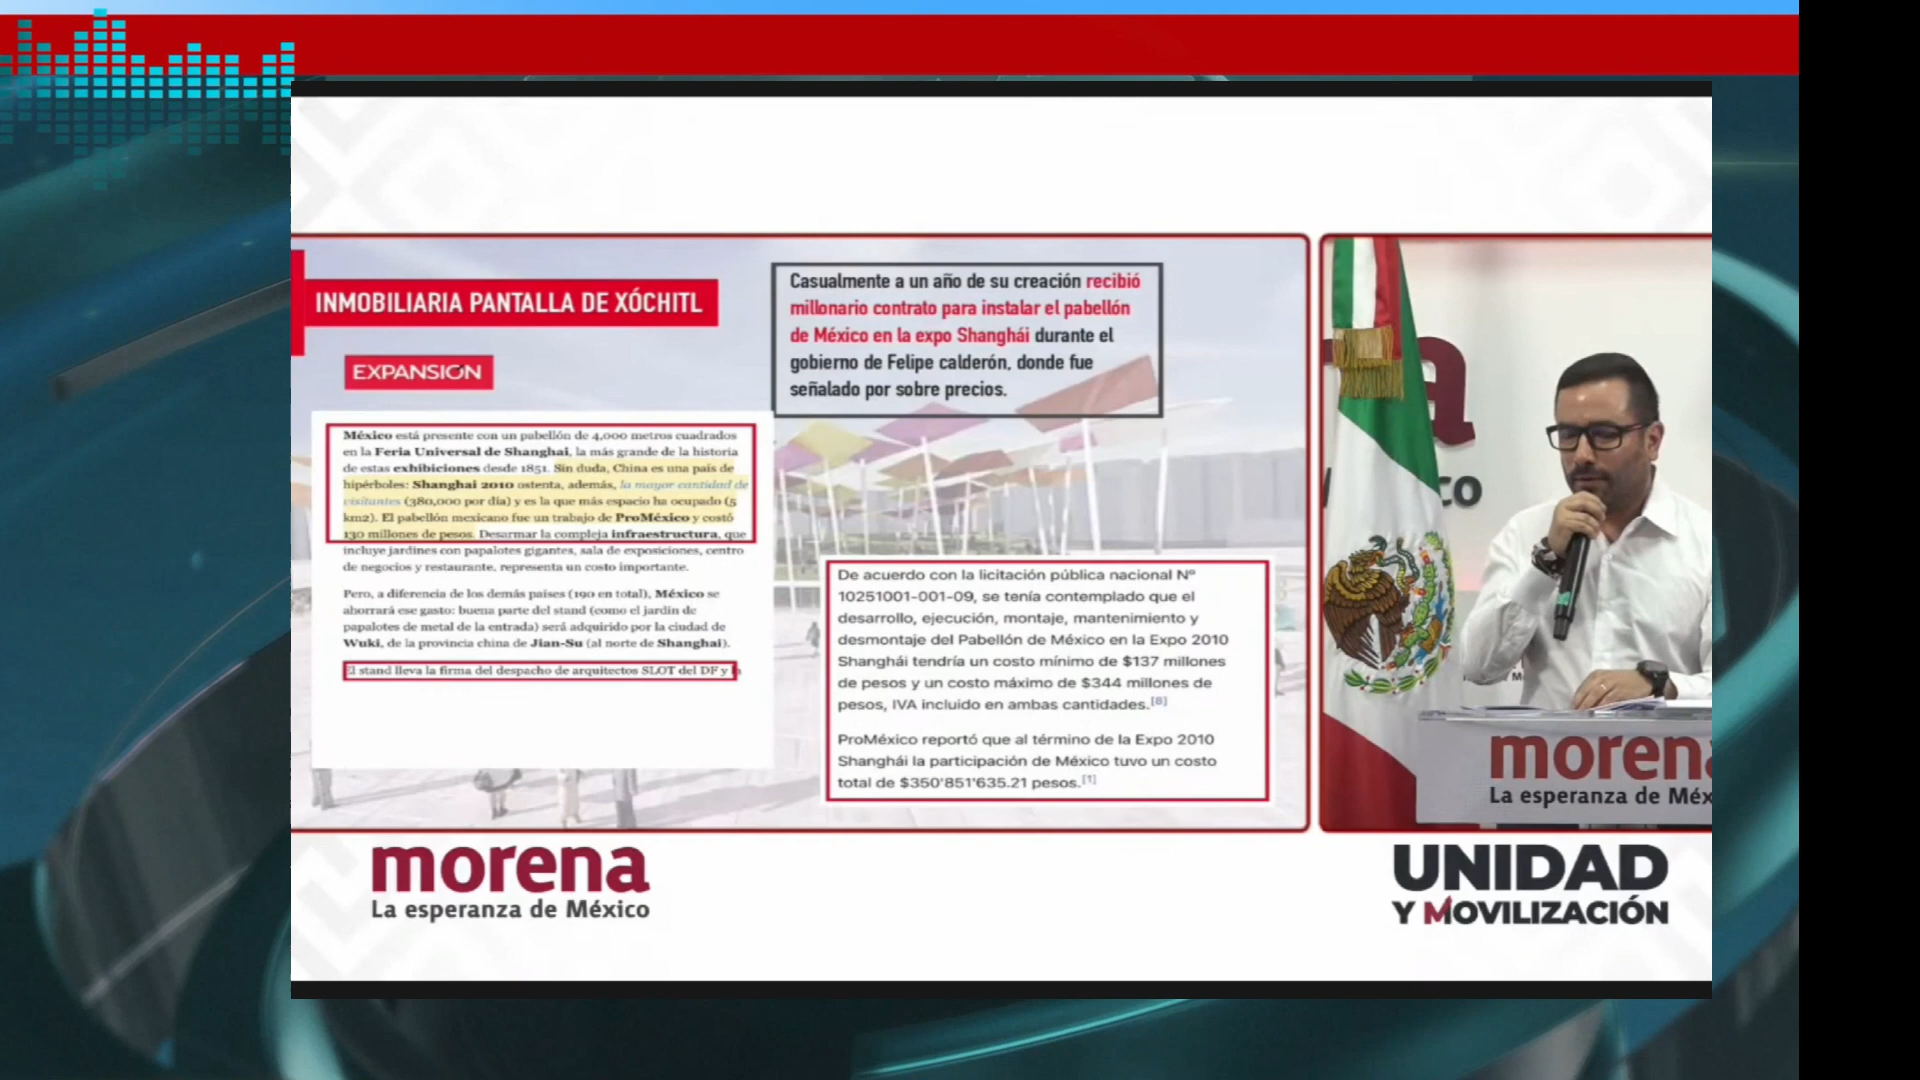 INMOBILIARIA PANTALLA DE XÓCHITL
EXPANSIÓN
Casualmente a un año de su creación recibió
millonario contrato para instalar el pabellón
de México en la expo Shanghái durante el
gobierno de Felipe calderón, donde fue
señalado por sobre precios.
México está presente con un pabellón de 4,000 metros cuadrados
en la Feria Universal de Shanghai, la más grande de la historia
de estas exhibiciones desde 1851. Sin duda, China es una país de
hipérboles: Shanghai 2010 ostenta, además, la mayor cantidad de
visitantes (380,000 por día) y es la que más espacio ha ocupado (5
km2). El pabellón mexicano fue un trabajo de ProMéxico y costó
130 millones de pesos. Desarmar la compleja infraestructura, que
incluye jardines con papalotes gigantes, sala de exposiciones, centro
de negocios y restaurante, representa un costo importante.
Pero, a diferencia de los demás países (190 en total), México se
ahorrará ese gasto: buena parte del stand (como el jardín de
papalotes de metal de la entrada) será adquirido por la ciudad de
Wuki, de la provincia china de Jian-Su (al norte de Shanghai).
El stand lleva la firma del despacho de arquitectos SLOT del DF y
De acuerdo con la licitación pública nacional Nº
10251001-001-09, se tenía contemplado que el
desarrollo, ejecución, montaje, mantenimiento y
desmontaje del Pabellón de México en la Expo 2010
Shanghái tendría un costo mínimo de $137 millones
de pesos y un costo máximo de $344 millones de
pesos, IVA incluido en ambas cantidades.[8]
ProMéxico reportó que al término de la Expo 2010
Shanghái la participación de México tuvo un costo
total de $350'851'635.21 pesos.[1]
a
co
morena
La esperanza de Méx
morena
La esperanza de México
UNIDAD
Y MOVILIZACIÓN